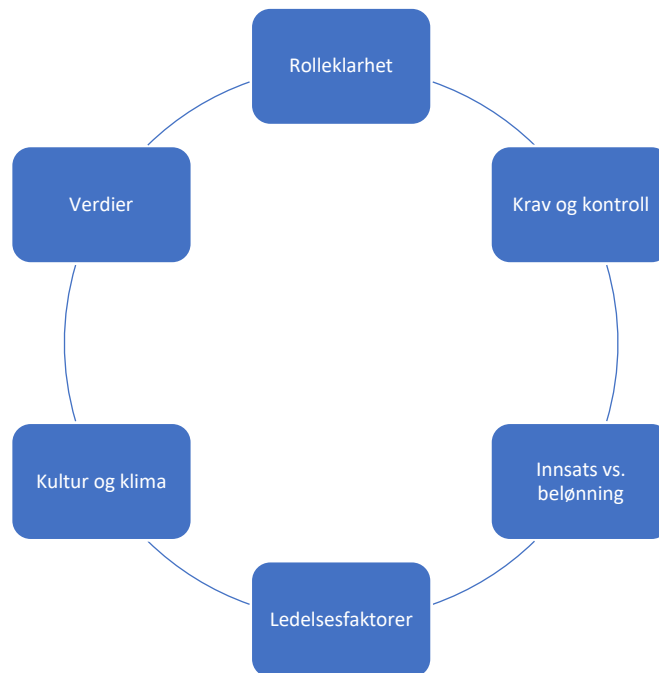 Rolleklarhet
Krav og kontroll
Innsats vs.
belønning
Ledelsesfaktorer
Kultur og klima
Verdier